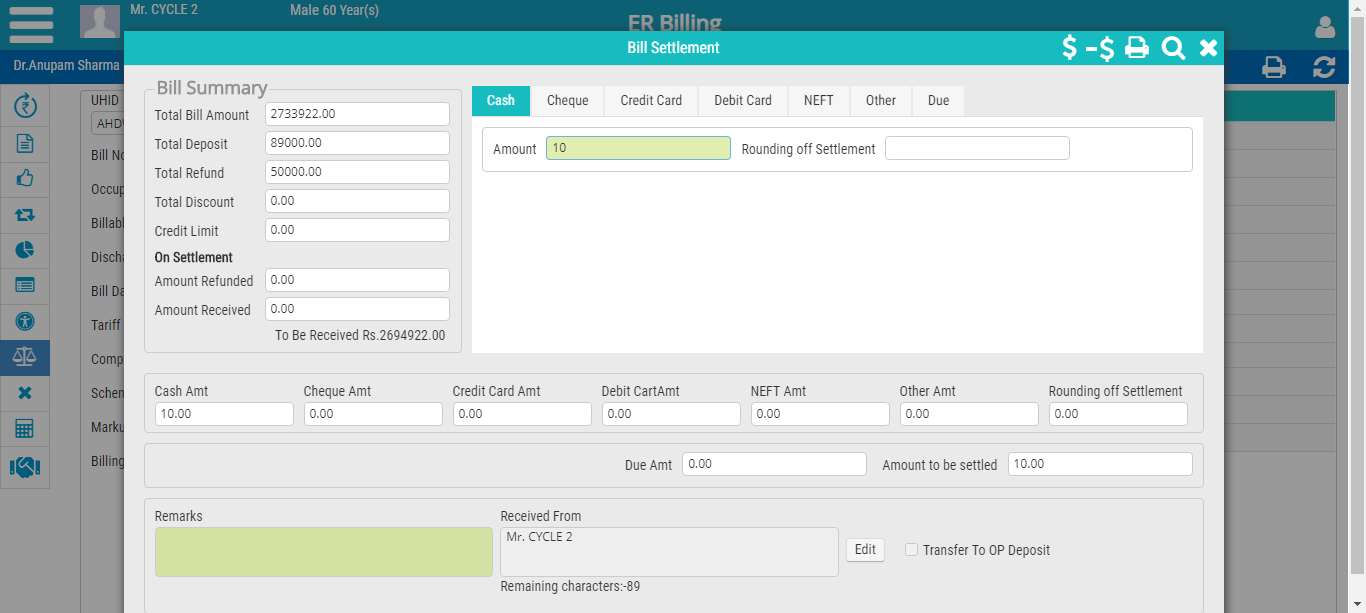 Mr. CYCLE 2 Male 60 Year(s)
ER Billing
Bill Settlement
Dr.Anupam Sharma
UHID
Bill Summary
Total Bill Amount 2733922.00
Total Deposit 89000.00
Total Refund 50000.00
Total Discount 0.00
Credit Limit 0.00
On Settlement
Amount Refunded 0.00
Amount Received 0.00
To Be Received Rs.2694922.00
Cash Cheque Credit Card Debit Card NEFT Other Due
Amount 10 Rounding off Settlement
Cash Amt Cheque Amt Credit Card Amt Debit CartAmt NEFT Amt Other Amt Rounding off Settlement
10.00 0.00 0.00 0.00 0.00 0.00 0.00
Due Amt 0.00 Amount to be settled 10.00
Remarks Received From
Mr. CYCLE 2
Edit Transfer To OP Deposit
Remaining characters:-89
AHD
Bill No
Occup
Billabl
Discha
Bill Da
Tariff
Comp
Schem
Marku
Billing